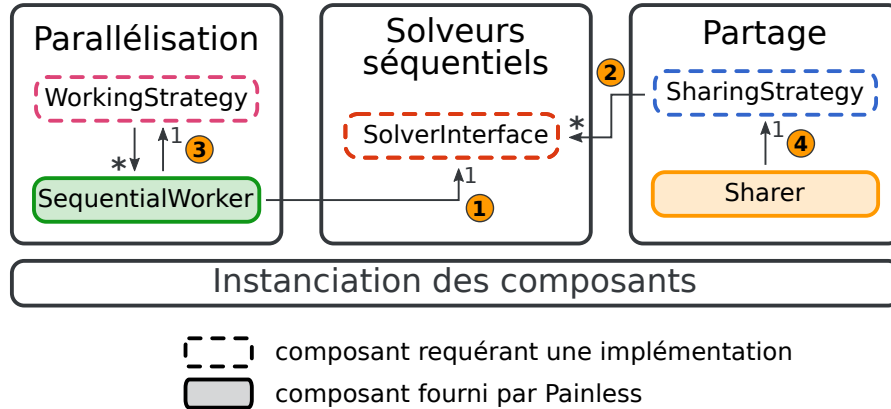 Parallélisation
WorkingStrategy
1
3
*
SequentialWorker
Solveurs
séquentiels
SolverInterface
*
1
1
Partage
2
SharingStrategy
1
4
Sharer
Instanciation des composants
composant requérant une implémentation
composant fourni par Painless